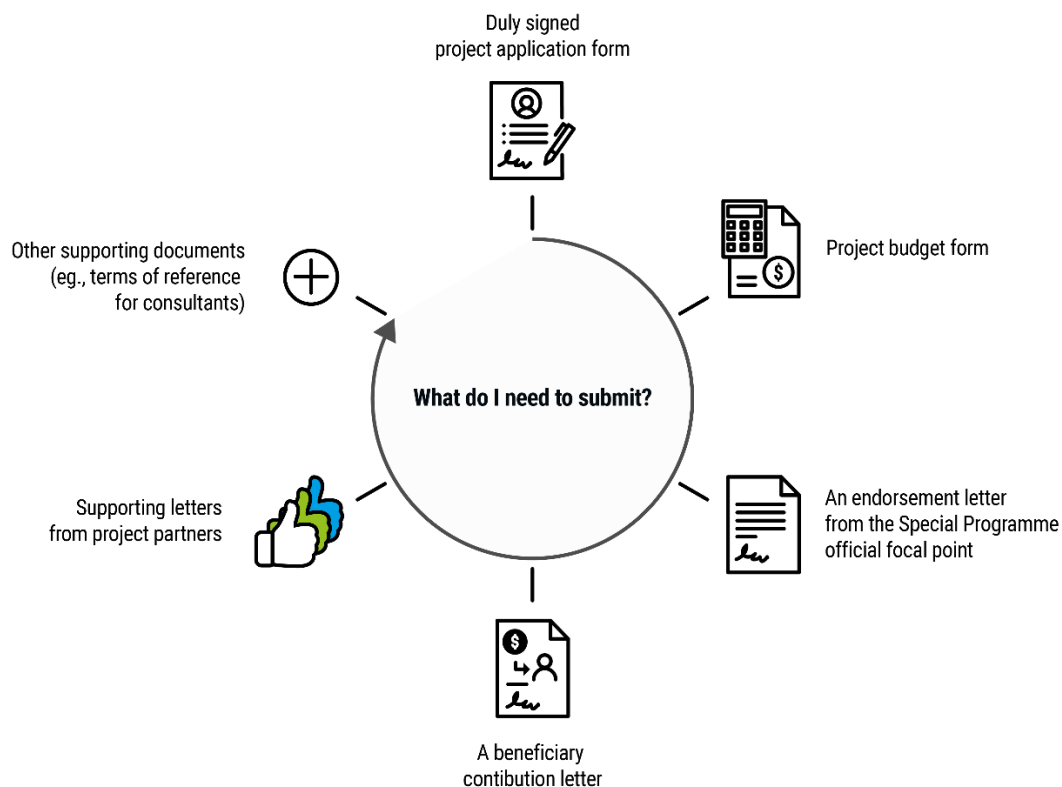 Duly signed
project application form
Project budget form
An endorsement letter
from the Special Programme
official focal point
A beneficiary
contibution letter
Supporting letters
from project partners
Other supporting documents
(eg., terms of reference
for consultants)
What do I need to submit?